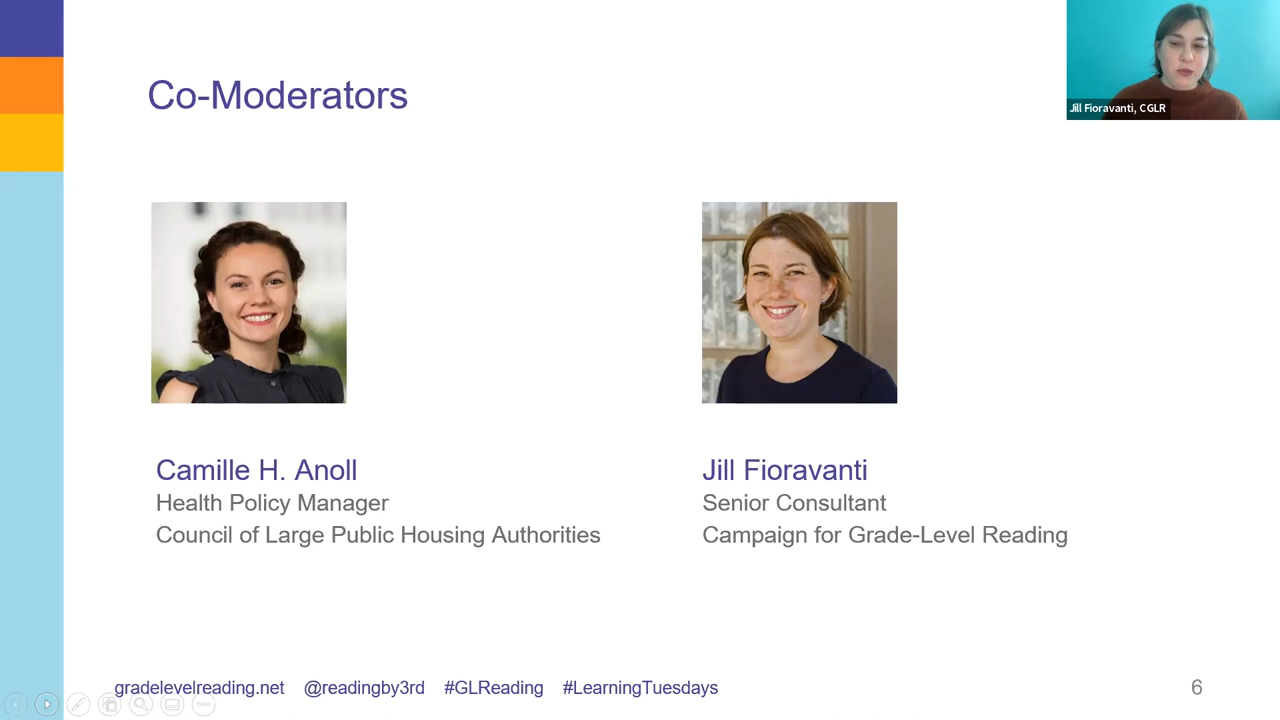 Co-Moderators
Jill Fioravanti, CGLR
Camille H. Anoll
Health Policy Manager
Council of Large Public Housing Authorities
Jill Fioravanti
Senior Consultant
Campaign for Grade-Level Reading
gradelevelreading.net @readingby3rd #GLReading #LearningTuesdays
6